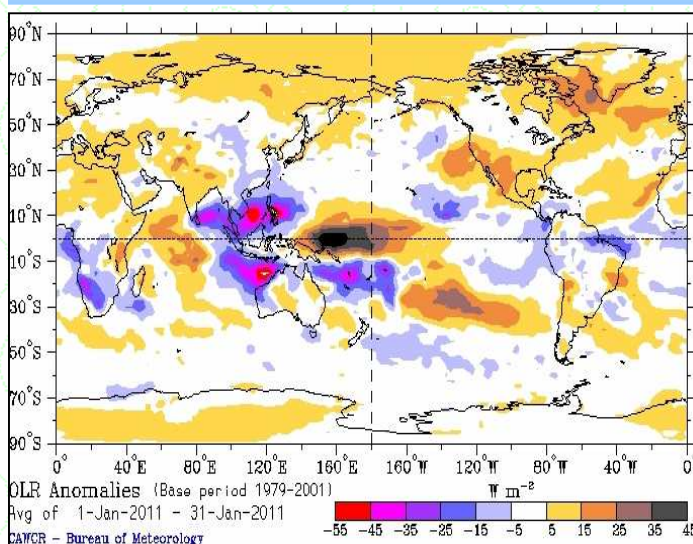 90°N
70°N
50°N
30°N
10°N
10°S
30°S
50°S
70°S
90°S
0° 40°E 80°E 120°E 160°E 160°W 120°W 80°W 40°W 0°
OLR Anomalies (Base period 1979-2001) W m⁻²
Avg of 1-Jan-2011 - 31-Jan-2011
-55 -45 -35 -25 -15 -5 5 15 25 35 45
CAWCR - Bureau of Meteorology